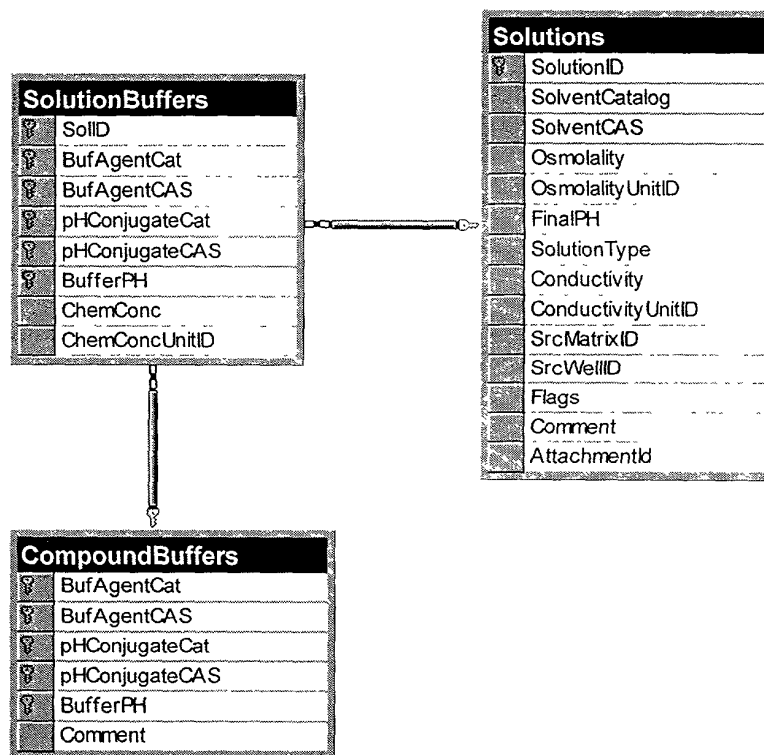 Solutions
SolutionID
SolventCatalog
SolventCAS
Osmolality
OsmolalityUnitID
FinalPH
SolutionType
Conductivity
ConductivityUnitID
SrcMatrixID
SrcWellID
Flags
Comment
AttachmentId
SolutionBuffers
SolID
BufAgentCat
BufAgentCAS
pHConjugateCat
pHConjugateCAS
BufferPH
ChemConc
ChemConcUnitID
CompoundBuffers
BufAgentCat
BufAgentCAS
pHConjugateCat
pHConjugateCAS
BufferPH
Comment